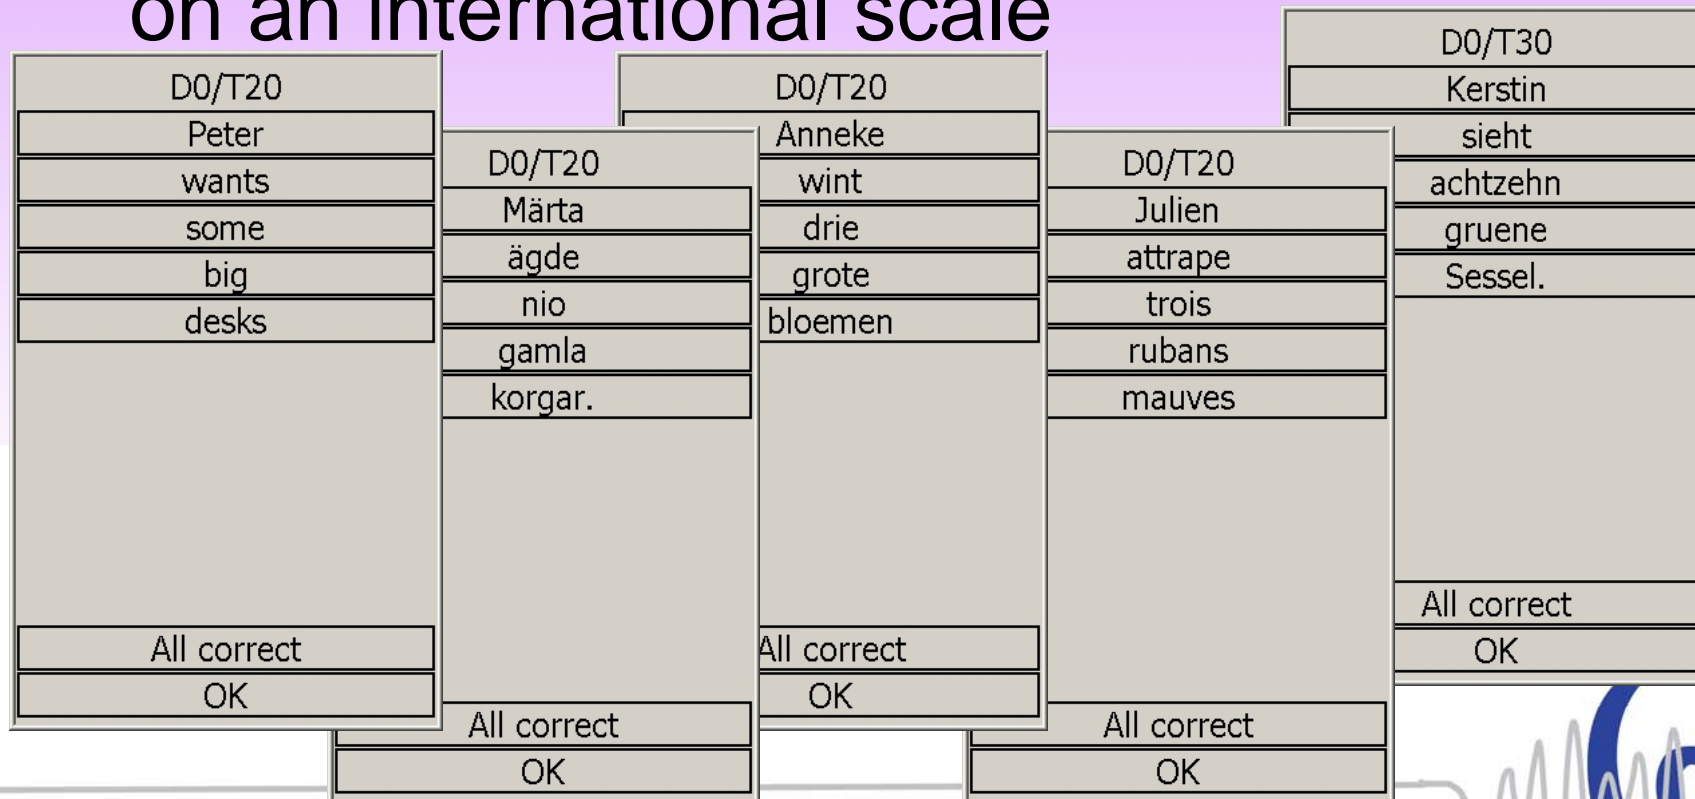 on an international scale
D0/T20
Peter
wants
some
big
desks
All correct
OK
D0/T20
Märta
ägde
nio
gamla
korgar.
All correct
OK
D0/T20
Anneke
wint
drie
grote
bloemen
All correct
OK
D0/T20
Julien
attrape
trois
rubans
mauves
All correct
OK
D0/T30
Kerstin
sieht
achtzehn
gruene
Sessel.
All correct
OK